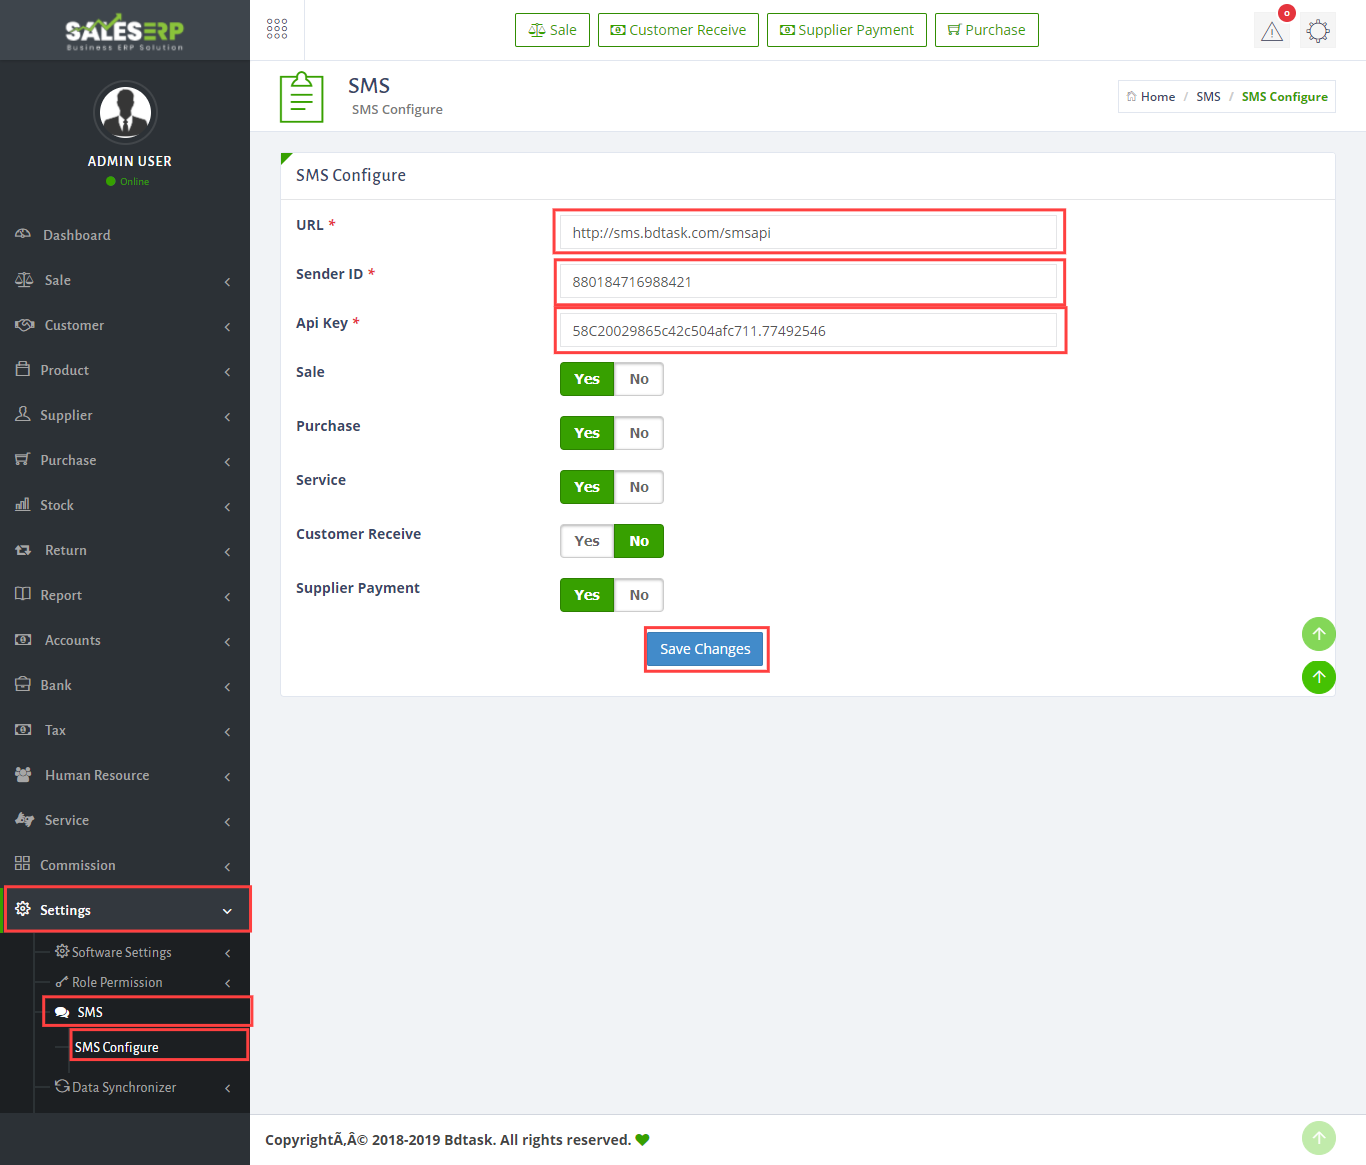 SALESERP
Business ERP Solution
Sale
Customer Receive
Supplier Payment
Purchase
0
ADMIN USER
Online
SMS
SMS Configure
Home / SMS / SMS Configure
Dashboard
Sale
Customer
Product
Supplier
Purchase
Stock
Return
Report
Accounts
Bank
Tax
Human Resource
Service
Commission
Settings
Software Settings
Role Permission
SMS
SMS Configure
Data Synchronizer
SMS Configure
URL *
http://sms.bdtask.com/smsapi
Sender ID *
880184716988421
Api Key *
58C20029865c42c504afc711.77492546
Sale
Yes No
Purchase
Yes No
Service
Yes No
Customer Receive
Yes No
Supplier Payment
Yes No
Save Changes
CopyrightÃ‚Â© 2018-2019 Bdtask. All rights reserved.